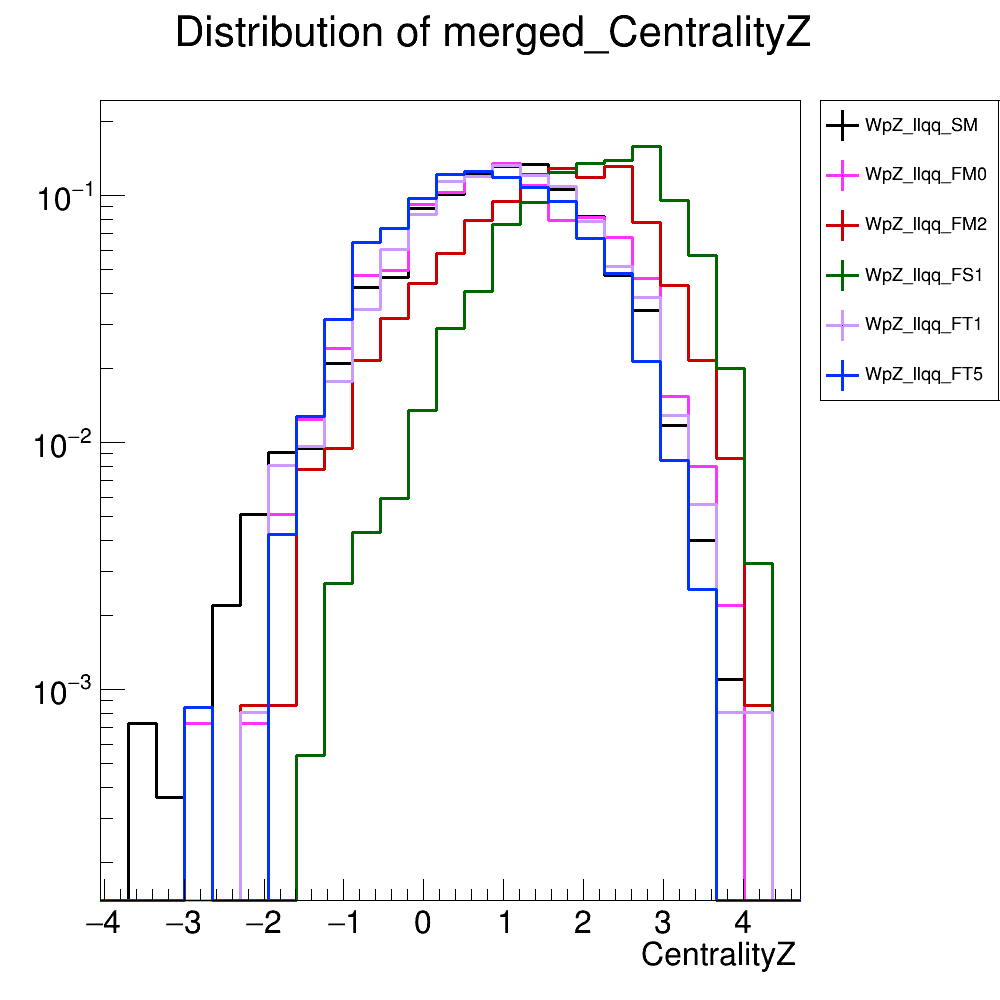 Distribution of merged_CentralityZ
WpZ_llqq_SM
WpZ_llqq_FM0
WpZ_llqq_FM2
WpZ_llqq_FS1
WpZ_llqq_FT1
WpZ_llqq_FT5
10−1
10−2
10−3
−4 −3 −2 −1 0 1 2 3 4
CentralityZ